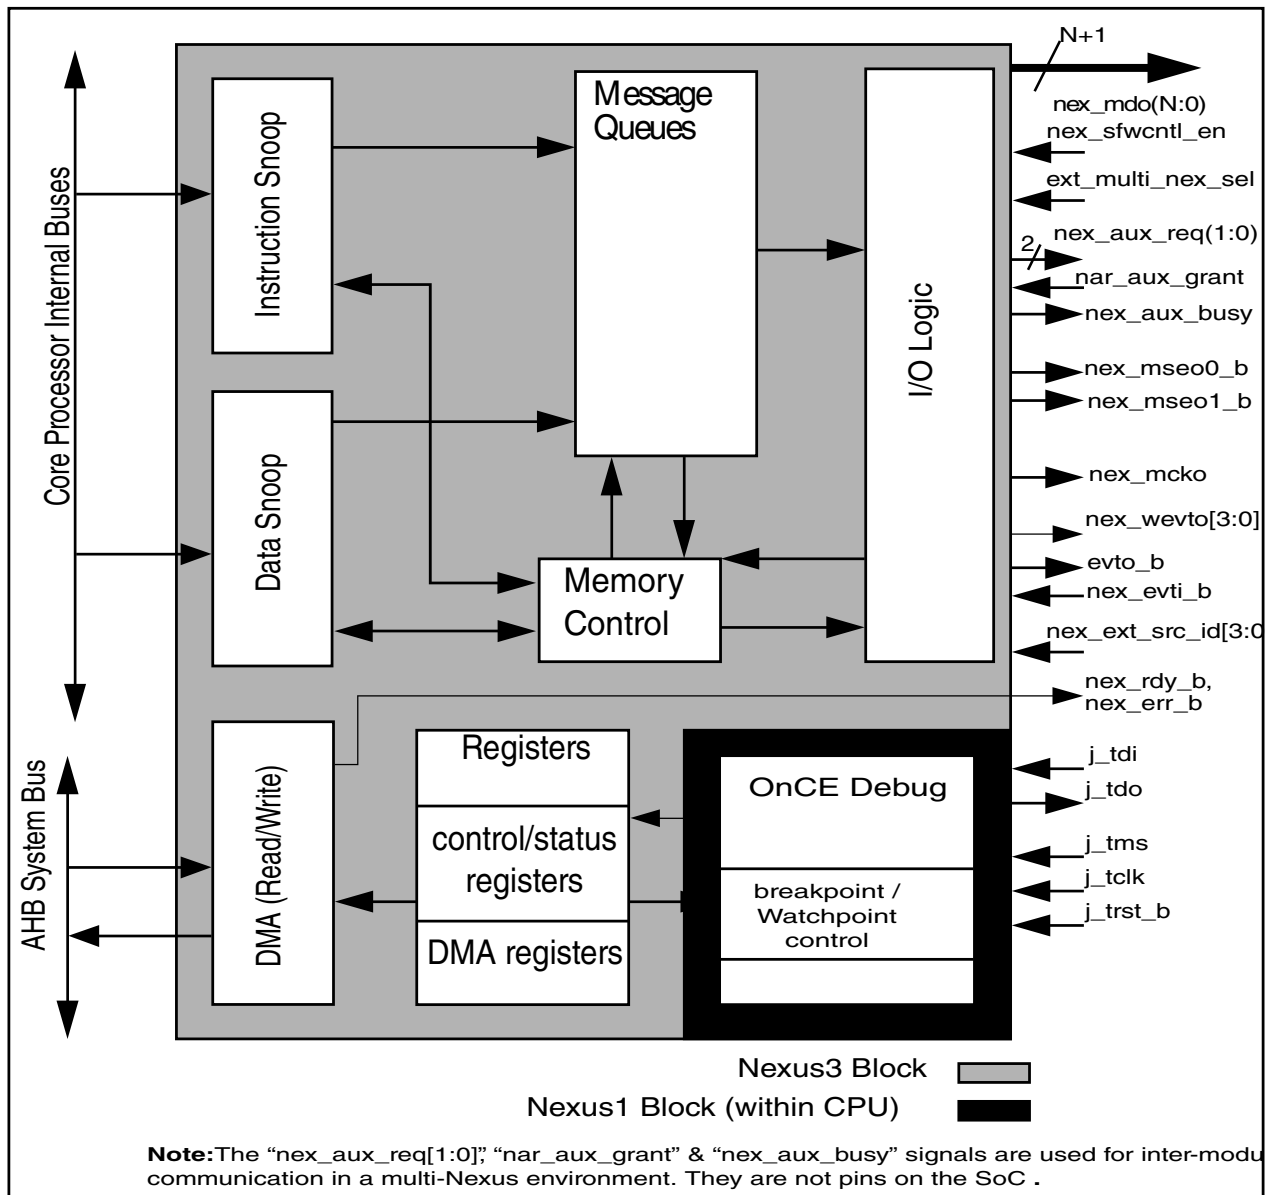 N+1
nex_mdo(N:0)
nex_sfwcntl_en
ext_multi_nex_sel
nex_aux_req(1:0)
2
nar_aux_grant
nex_aux_busy
nex_mseo0_b
nex_mseo1_b
nex_mcko
nex_wevto[3:0]
evto_b
nex_evti_b
nex_ext_src_id[3:0
nex_rdy_b,
nex_err_b
j_tdi
j_tdo
j_tms
j_tclk
j_trst_b
Core Processor Internal Buses
AHB System Bus
Instruction Snoop
Data Snoop
DMA (Read/Write)
Message
Queues
I/O Logic
Memory
Control
Registers
control/status
registers
DMA registers
OnCE Debug
breakpoint /
Watchpoint
control
Nexus3 Block
Nexus1 Block (within CPU)
Note:The “nex_aux_req[1:0]”, “nar_aux_grant” & “nex_aux_busy” signals are used for inter-modu
communication in a multi-Nexus environment. They are not pins on the SoC .